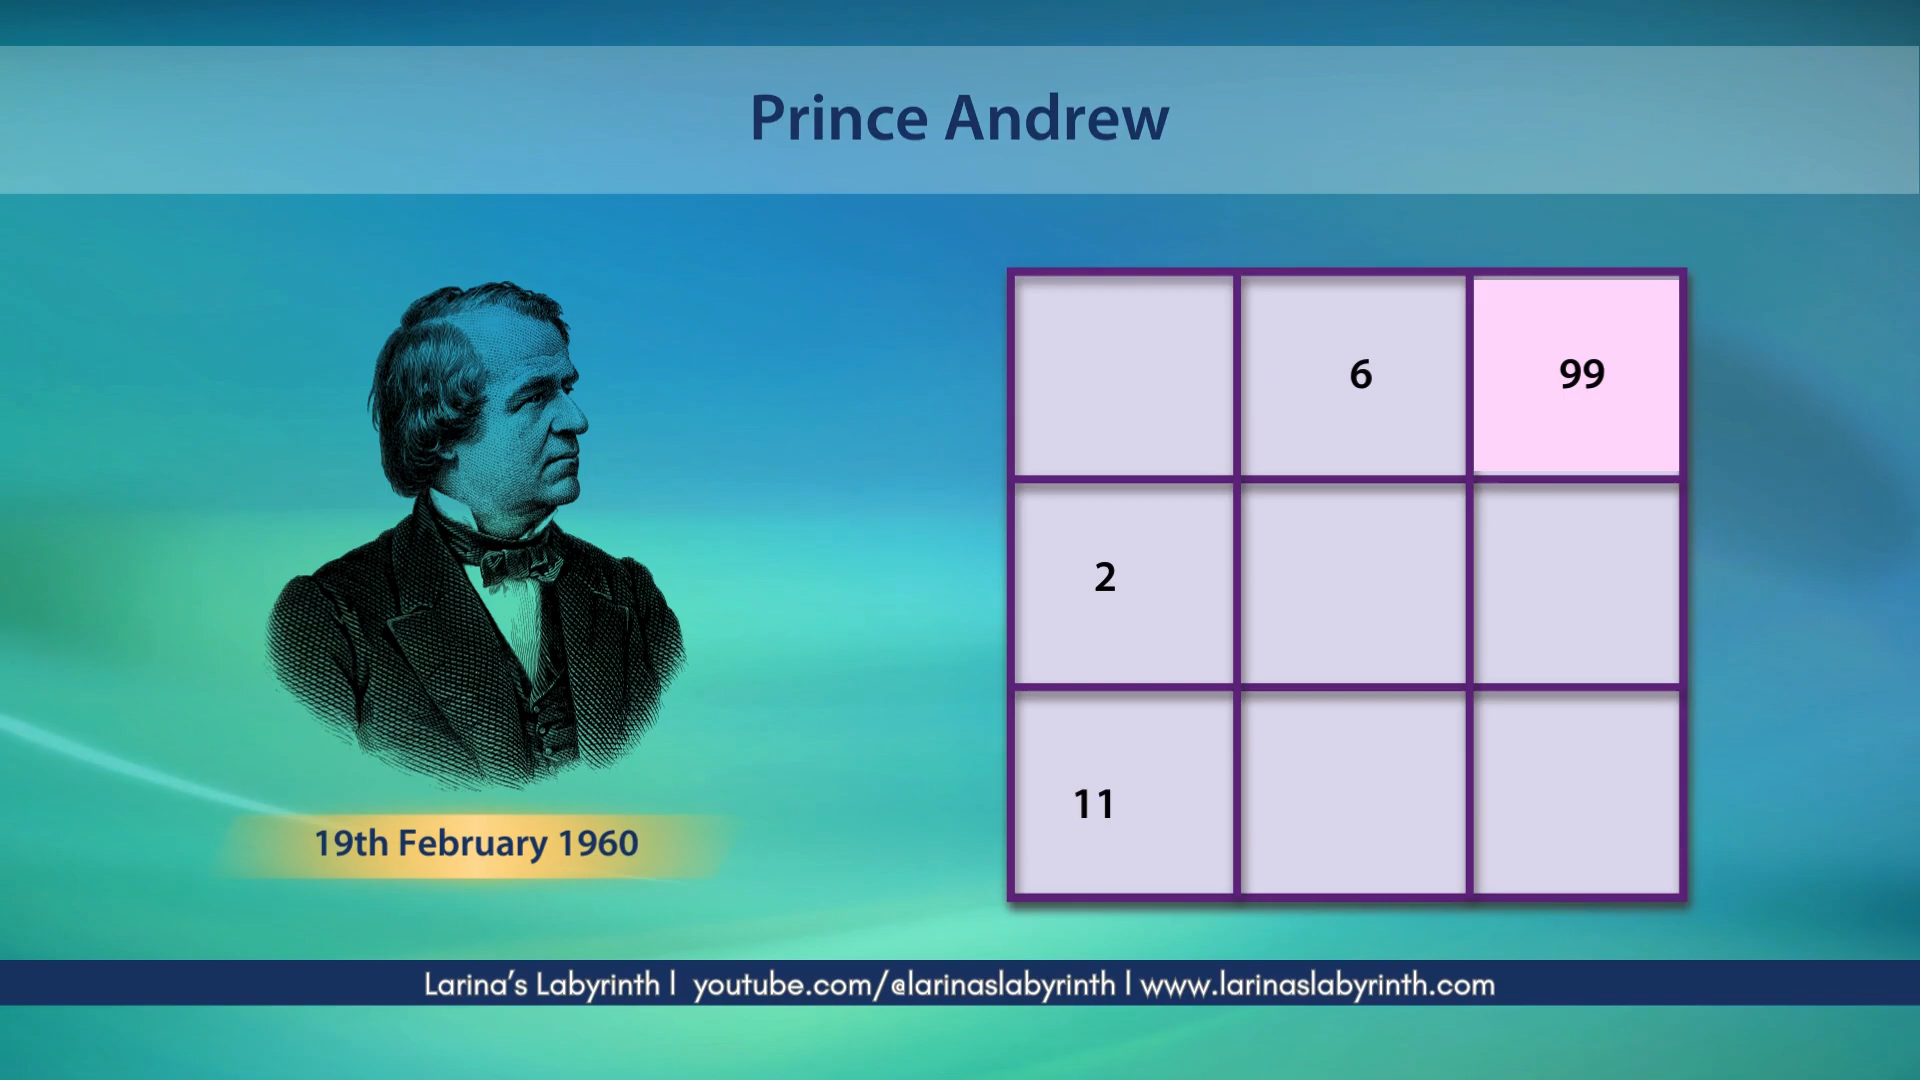 Prince Andrew
6 99
2
11
19th February 1960
Larina’s Labyrinth | youtube.com/@larinaslabyrinth | www.larinaslabyrinth.com